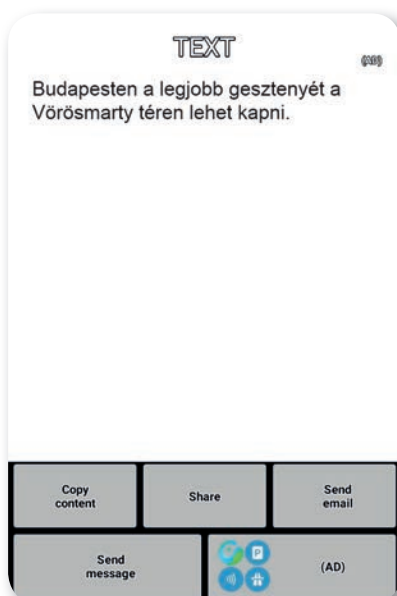 TEXT
(AD)
Budapesten a legjobb gesztenyét a
Vörösmarty téren lehet kapni.
Copy
content
Share
Send
email
Send
message
P
(AD)